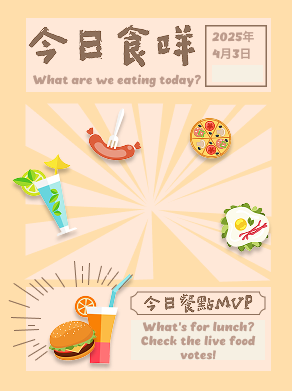 今日食咩
2025年
4月3日
What are we eating today?
今日餐點MVP
What's for lunch?
Check the live food
votes!